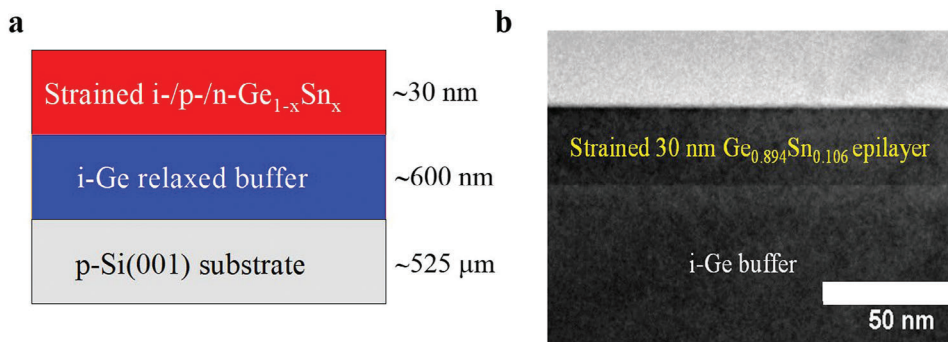 a
Strained i-/p-/n-Ge₁₋ₓSnₓ
~30 nm
i-Ge relaxed buffer
~600 nm
p-Si(001) substrate
~525 μm
b
Strained 30 nm Ge₀.₈₉₄Sn₀.₁₀₆ epilayer
i-Ge buffer
50 nm